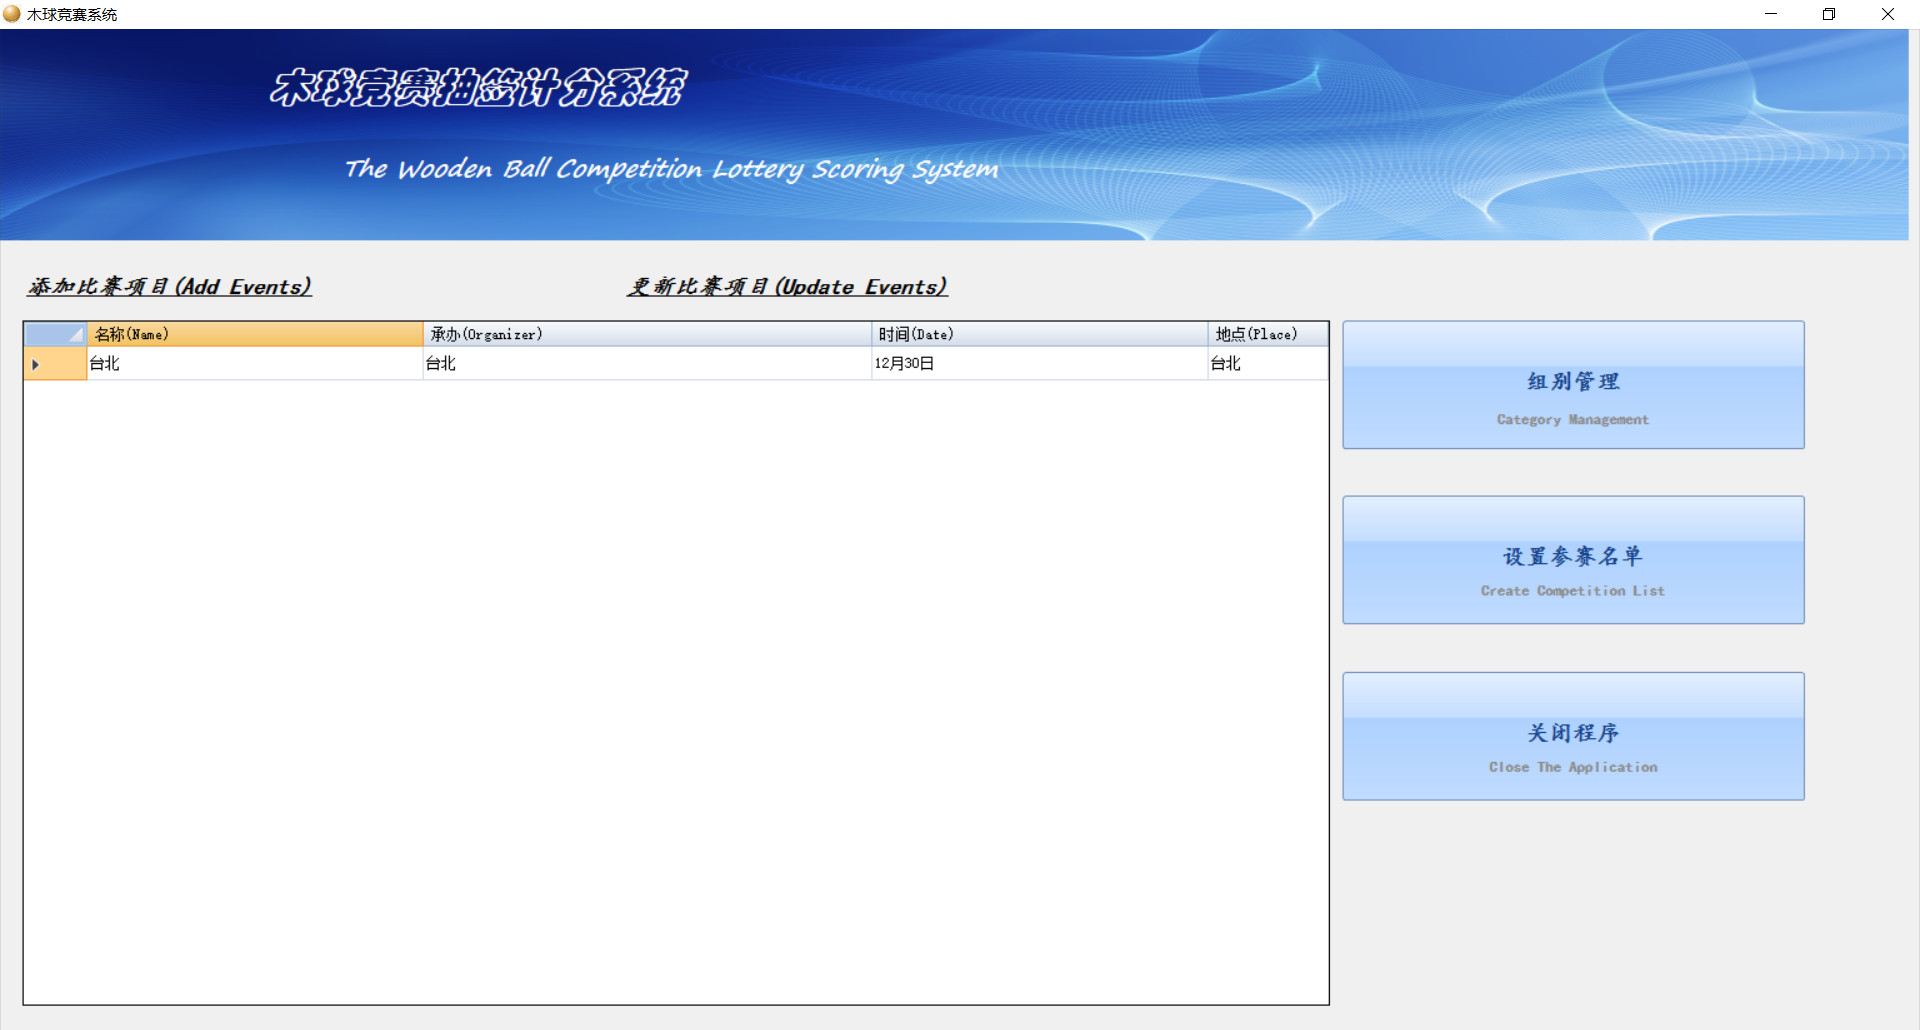 木球竞赛系统
木球竞赛抽签计分系统
The Wooden Ball Competition Lottery Scoring System
添加比赛项目(Add Events) 更新比赛项目(Update Events)
名称(Name) 承办(Organizer) 时间(Date) 地点(Place)
台北 台北 12月30日 台北
组别管理
Category Management
设置参赛名单
Create Competition List
关闭程序
Close The Application